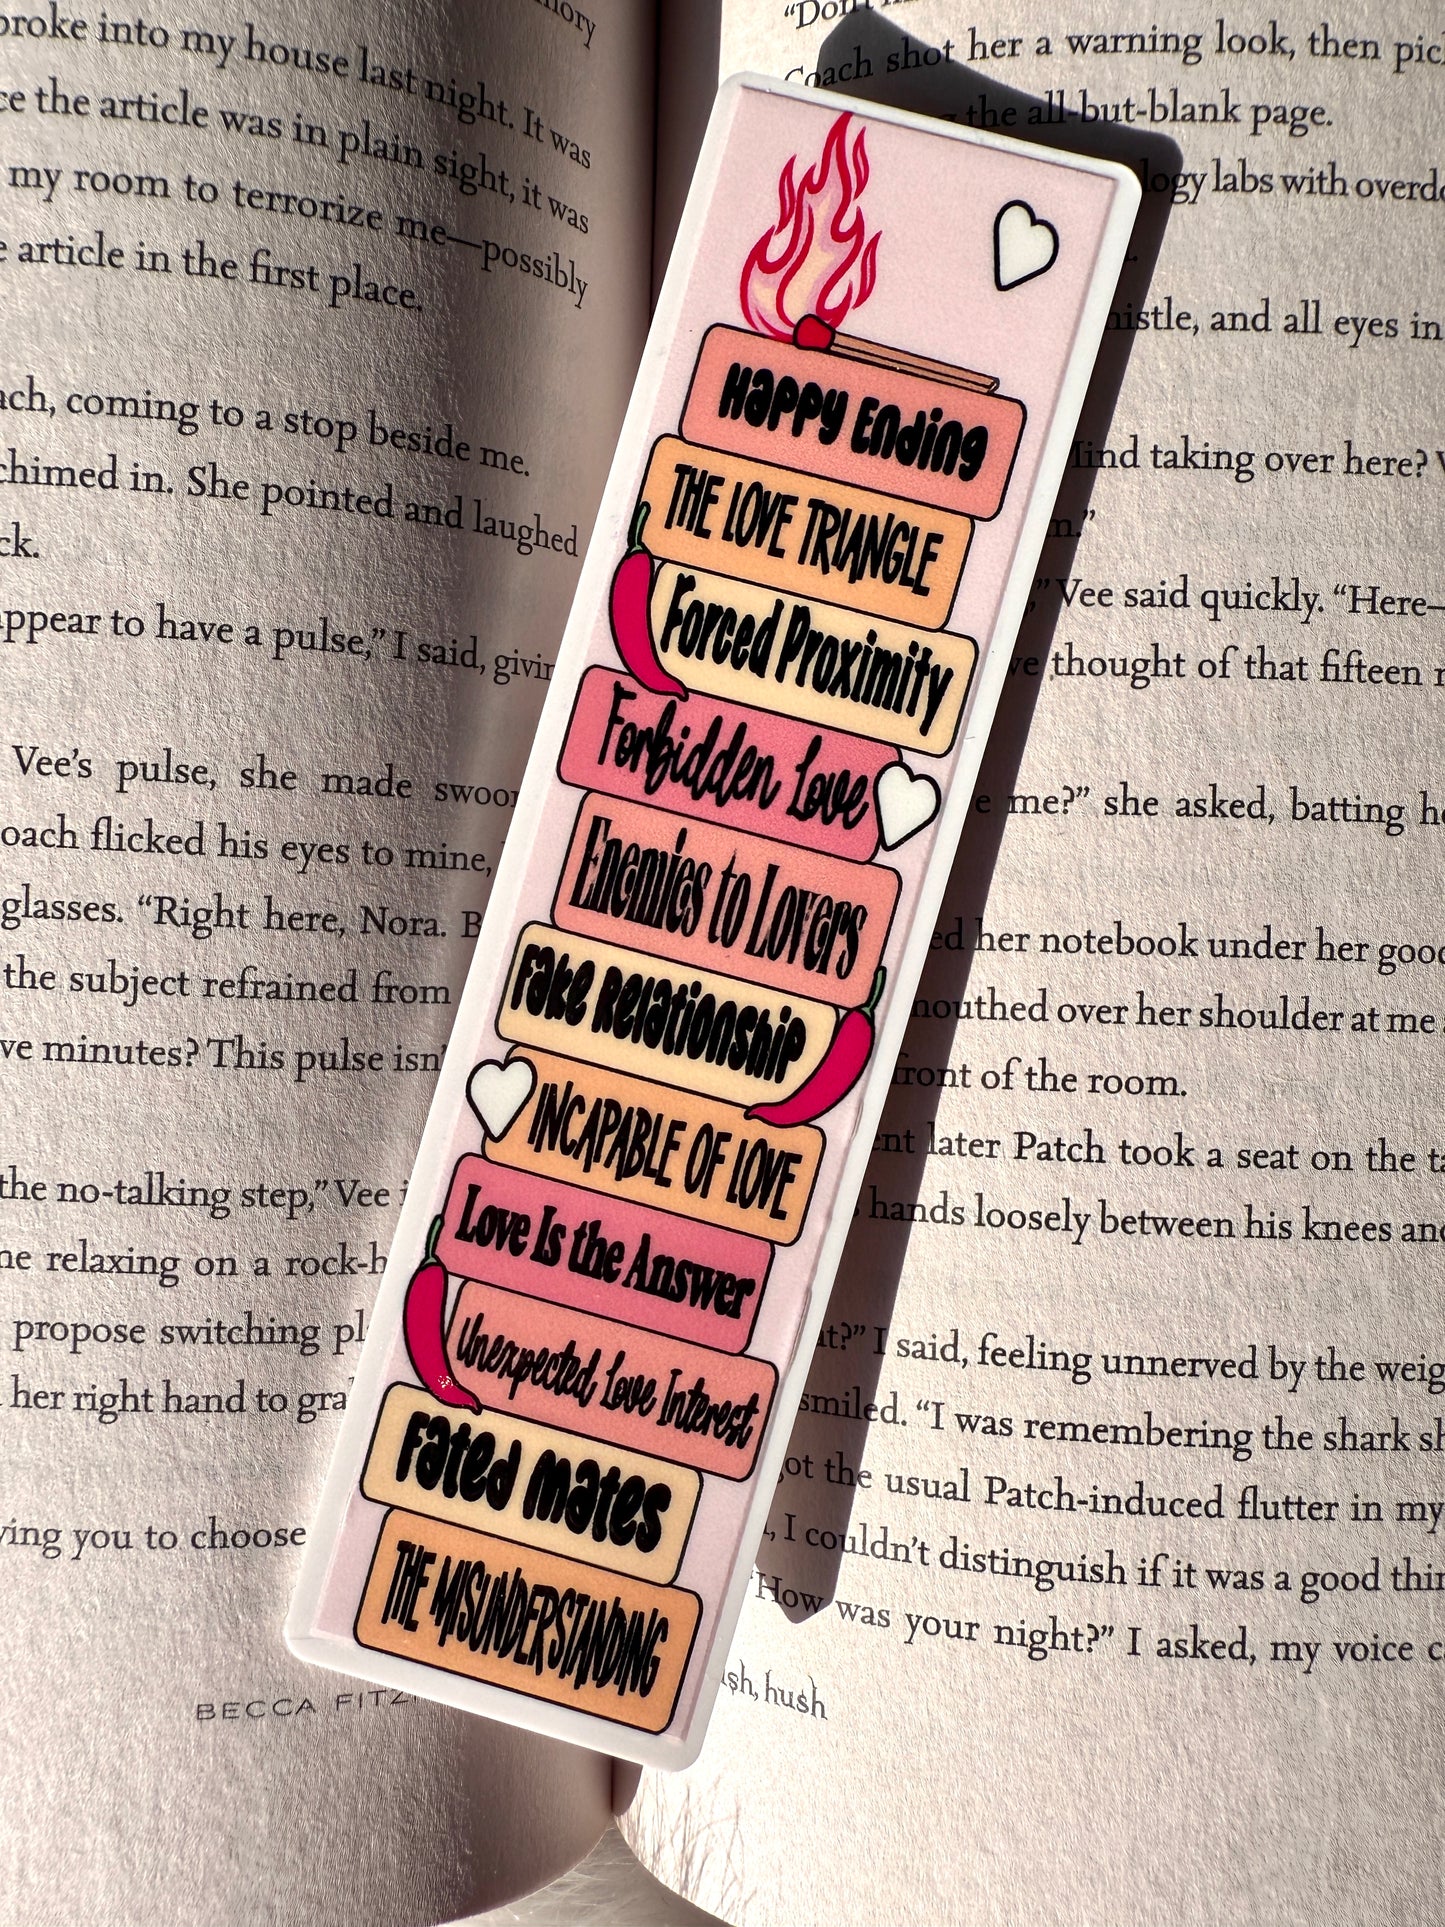 broke into my house last night. It was
the article was in plain sight, it was
my room to terrorize me—possibly
article in the first place.
coming to a stop beside me.
chimed in. She pointed and laughed
appear to have a pulse,” I said,
Vee’s pulse, she made
flicked his eyes to mine,
glasses. “Right here, Nora.
the subject refrained from
minutes? This pulse
the no-talking step,” Vee
relaxing on a
propose switching
her right hand to
you to choose
BECCA
Happy Ending
THE LOVE TRIANGLE
Forced Proximity
Forbidden Love
Enemies to Lovers
Fake Relationship
INCAPABLE OF LOVE
Love Is the Answer
Unexpected Love Interest
Fated Mates
THE MISUNDERSTANDING
Coach shot her a warning look, then
the all-but-blank page.
labs with
and all eyes in
taking over here?
Vee said quickly. “Here—
thought of that fifteen
me?” she asked, batting
her notebook under her
mouthed over her shoulder at me
front of the room.
later Patch took a seat on the
hands loosely between his knees
I said, feeling unnerved by the
smiled. “I was remembering the shark
the usual Patch-induced flutter in my
I couldn’t distinguish if it was a good
“How was your night?” I asked, my voice
hush